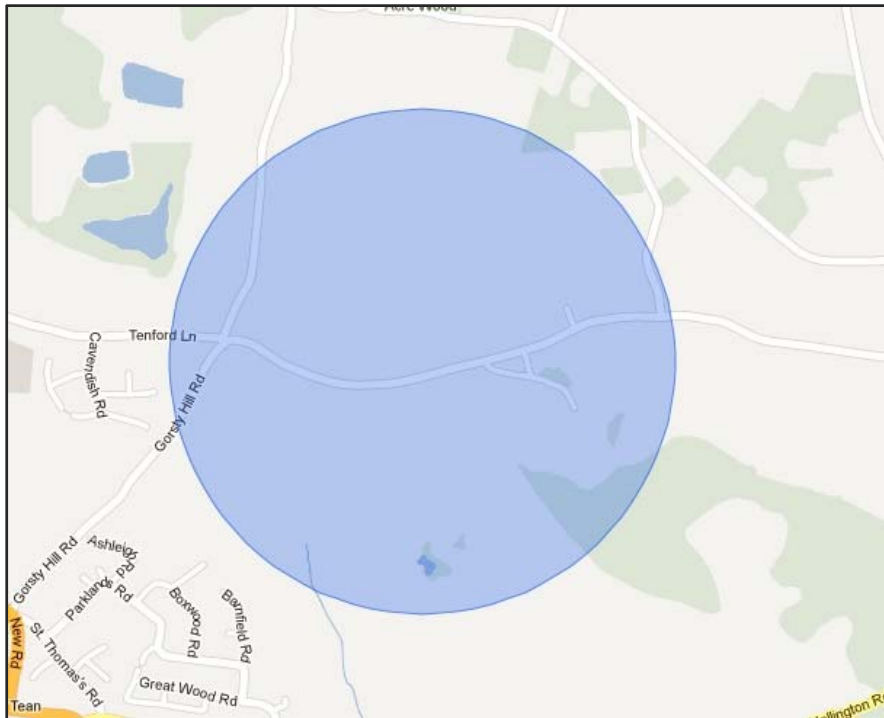 Acre Wood
Tenford Ln
Cavendish Rd
Gorsty Hill Rd
Gorsty Hill Rd
Ashleigh Rd
Parklands Rd
Boxwood Rd
Barnfield Rd
New Rd
St. Thomas's Rd
Great Wood Rd
Tean